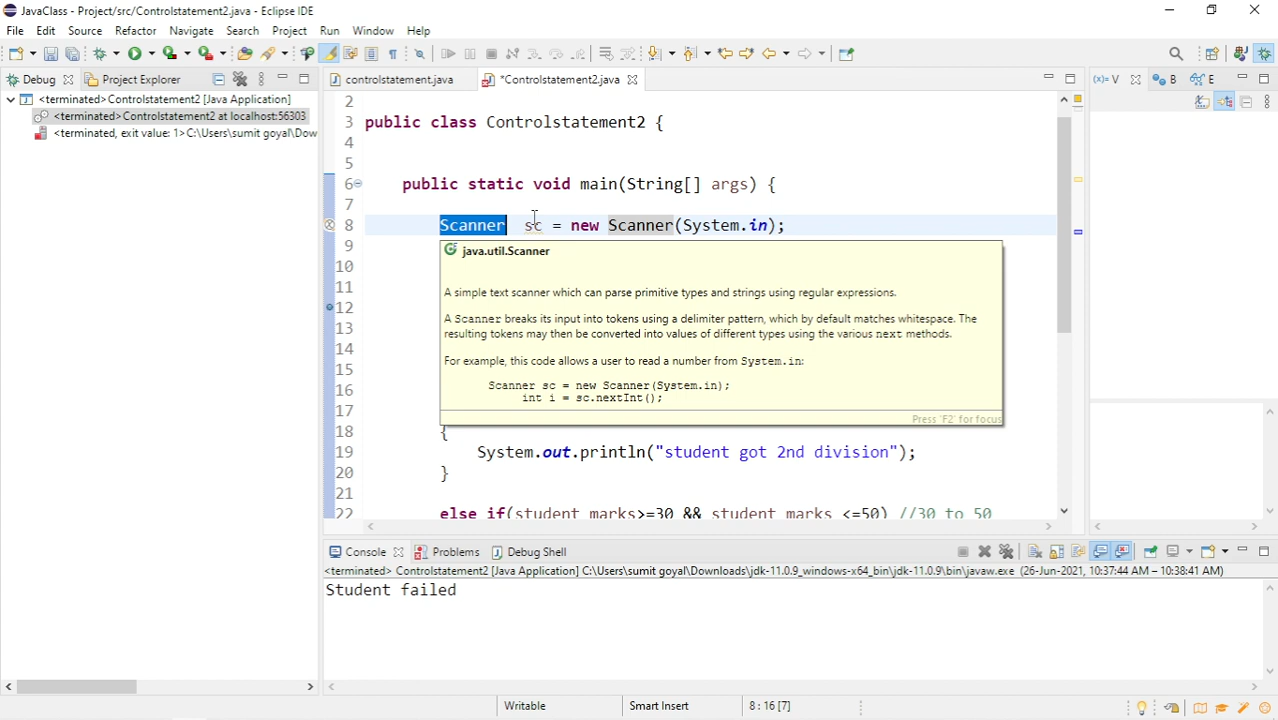 JavaClass - Project/src/Controlstatement2.java - Eclipse IDE
File Edit Source Refactor Navigate Search Project Run Window Help
Debug Project Explorer
controlstatement.java *Controlstatement2.java
(x)= V B E
<terminated>Controlstatement2 [Java Application]
<terminated>Controlstatement2 at localhost:56303
<terminated, exit value: 1>C:\Users\sumit goyal\Dow
2
3 public class Controlstatement2 {
4
5
6 public static void main(String[] args) {
7
8 Scanner sc = new Scanner(System.in);
9
10
11
12
13
14
15
16
17
18 {
19 System.out.println("student got 2nd division");
20 }
21
22 else if(student marks>=30 && student marks <=50) //30 to 50
java.util.Scanner
A simple text scanner which can parse primitive types and strings using regular expressions.
A Scanner breaks its input into tokens using a delimiter pattern, which by default matches whitespace. The
resulting tokens may then be converted into values of different types using the various next methods.
For example, this code allows a user to read a number from System.in:
Scanner sc = new Scanner(System.in);
int i = sc.nextInt();
Press 'F2' for focus
Console Problems Debug Shell
<terminated> Controlstatement2 [Java Application] C:\Users\sumit goyal\Downloads\jdk-11.0.9_windows-x64_bin\jdk-11.0.9\bin\javaw.exe (26-Jun-2021, 10:37:44 AM – 10:38:41 AM)
Student failed
Writable Smart Insert 8 : 16 [7]